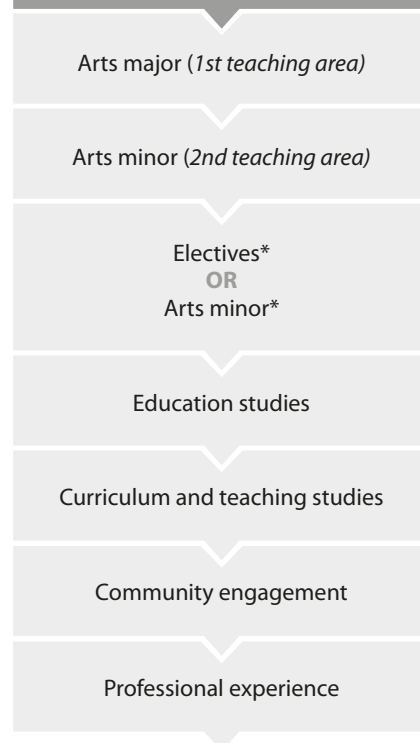 Arts major (1st teaching area)
Arts minor (2nd teaching area)
Electives*
OR
Arts minor*
Education studies
Curriculum and teaching studies
Community engagement
Professional experience